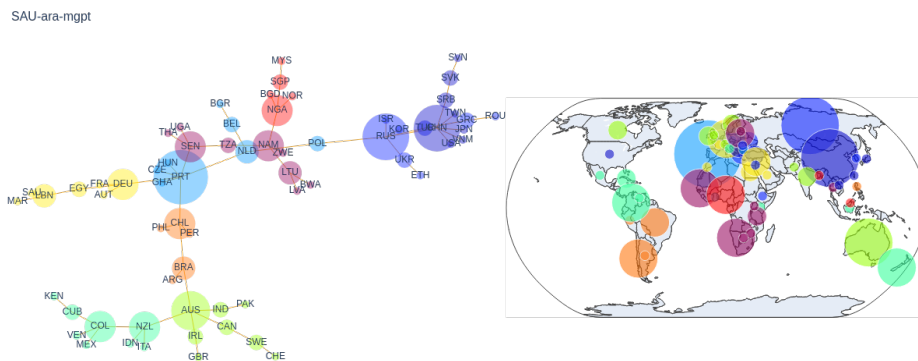 SAU-ara-mgpt
SVN
MYS
SVK
SGP
BGD NOR
SRB
BGR
NGA
TWN
ISR
GRC
ROU
UGA
BEL
KOR
TUR
CHN
THA
RUS
JPN
SEN
TZA
NAM
POL
VNM
NLD
USA
ZWE
HUN
UKR
CZE
LTU
ETH
PRT
FRA
DEU
GHA
RWA
SAU
EGY
LVA
LBN
AUT
MAR
CHL
PHL
PER
BRA
ARG
KEN
PAK
CUB
AUS
IND
COL
NZL
CAN
VEN
IRL
MEX
IDN
SWE
ITA
GBR
CHE